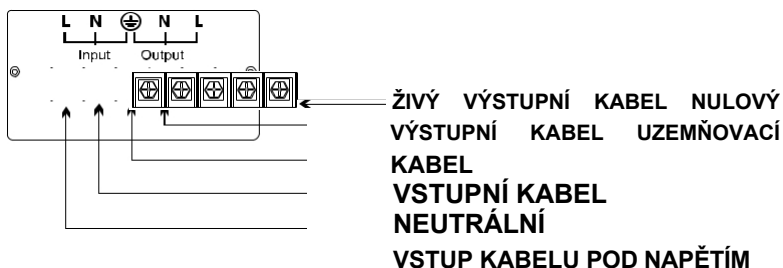 L N N L
Input Output
ŽIVÝ VÝSTUPNÍ KABEL NULOVÝ
VÝSTUPNÍ KABEL UZEMŇOVACÍ
KABEL
VSTUPNÍ KABEL
NEUTRÁLNÍ
VSTUP KABELU POD NAPĚTÍM